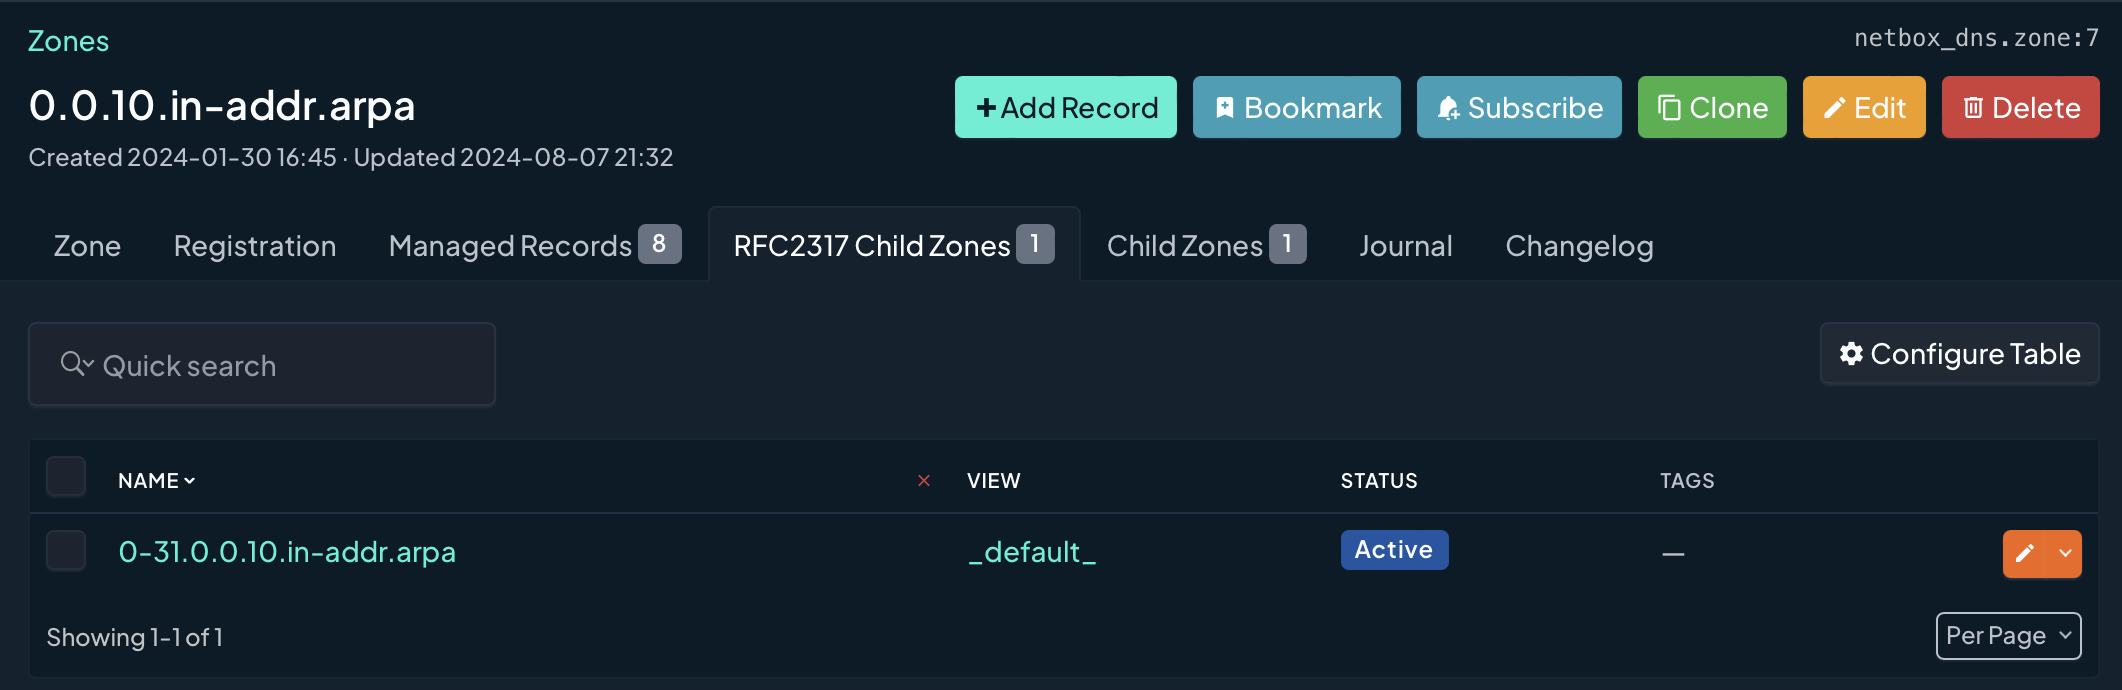 Zones
netbox_dns.zone:7
0.0.10.in-addr.arpa
+Add Record Bookmark Subscribe Clone Edit Delete
Created 2024-01-30 16:45 · Updated 2024-08-07 21:32
Zone Registration Managed Records 8 RFC2317 Child Zones 1 Child Zones 1 Journal Changelog
Quick search
Configure Table
NAME VIEW STATUS TAGS
0-31.0.0.10.in-addr.arpa _default_ Active —
Showing 1-1 of 1
Per Page